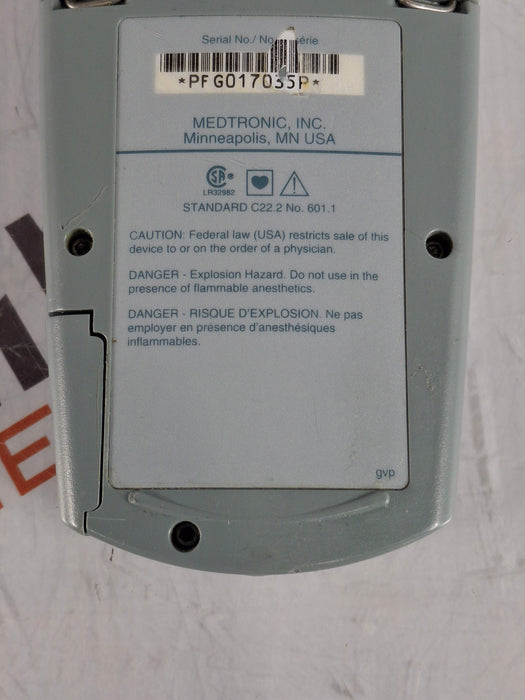 Serial No./ No. série
*PFG017035P*
MEDTRONIC, INC.
Minneapolis, MN USA
LR32982
STANDARD C22.2 No. 601.1
CAUTION: Federal law (USA) restricts sale of this
device to or on the order of a physician.
DANGER - Explosion Hazard. Do not use in the
presence of flammable anesthetics.
DANGER - RISQUE D'EXPLOSION. Ne pas
employer en présence d'anesthésiques
inflammables.
gvp